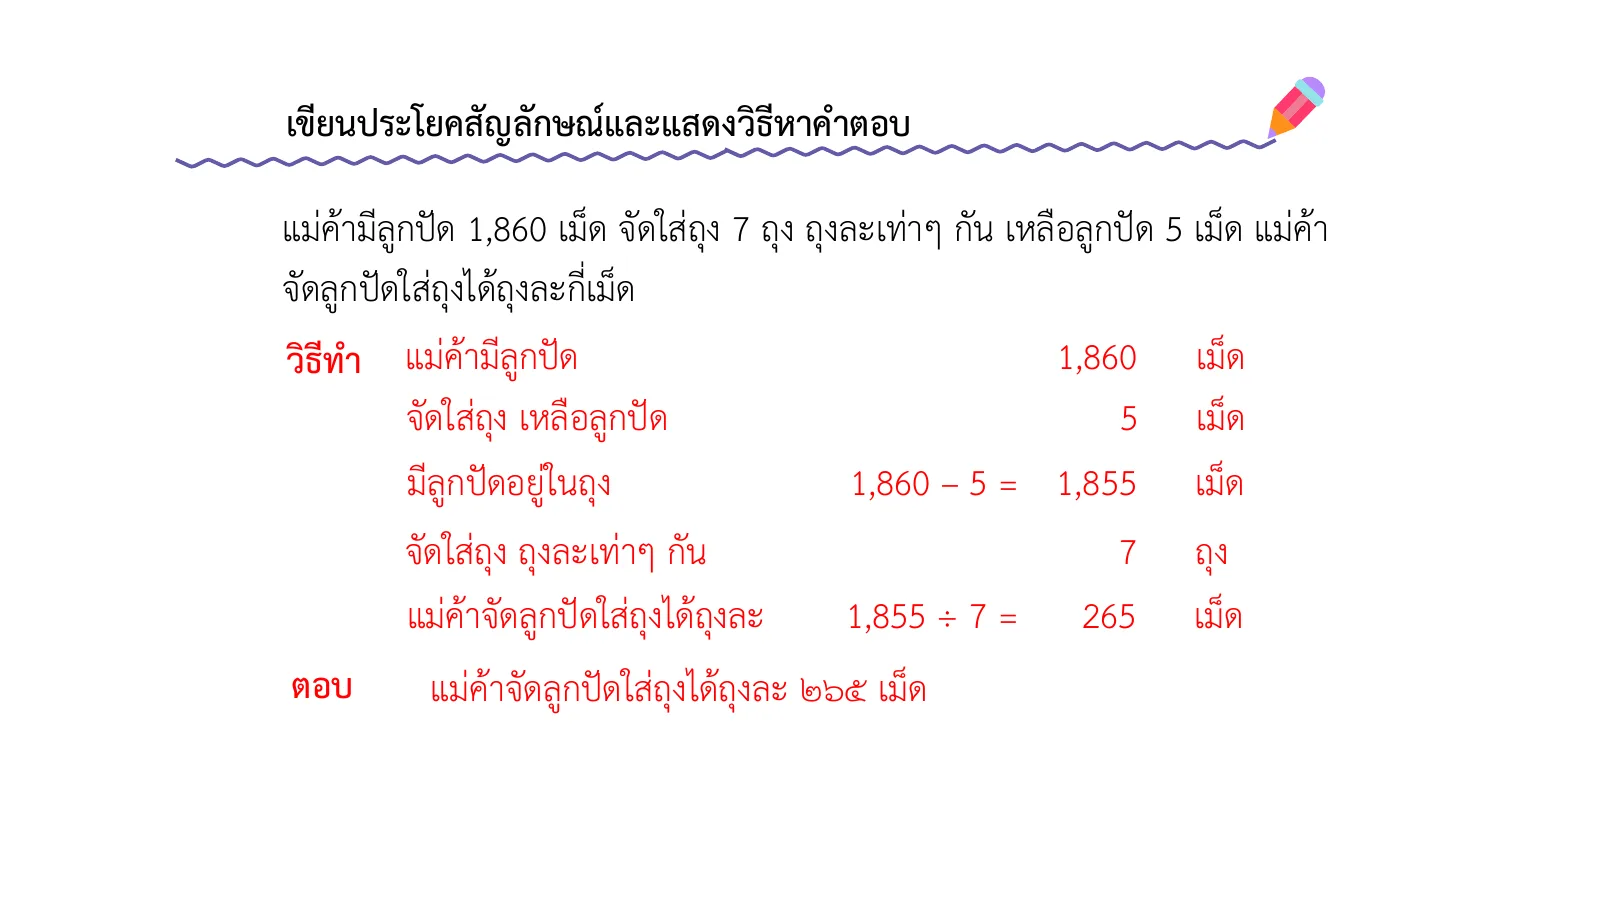 เขียนประโยคสัญลักษณ์และแสดงวิธีหาคำตอบ
แม่ค้ามีลูกปัด 1,860 เม็ด จัดใส่ถุง 7 ถุง ถุงละเท่าๆ กัน เหลือลูกปัด 5 เม็ด แม่ค้า
จัดลูกปัดใส่ถุงได้ถุงละกี่เม็ด
วิธีทำ แม่ค้ามีลูกปัด 1,860 เม็ด
จัดใส่ถุง เหลือลูกปัด 5 เม็ด
มีลูกปัดอยู่ในถุง 1,860 – 5 = 1,855 เม็ด
จัดใส่ถุง ถุงละเท่าๆ กัน 7 ถุง
แม่ค้าจัดลูกปัดใส่ถุงได้ถุงละ 1,855 ÷ 7 = 265 เม็ด
ตอบ แม่ค้าจัดลูกปัดใส่ถุงได้ถุงละ ๒๖๕ เม็ด